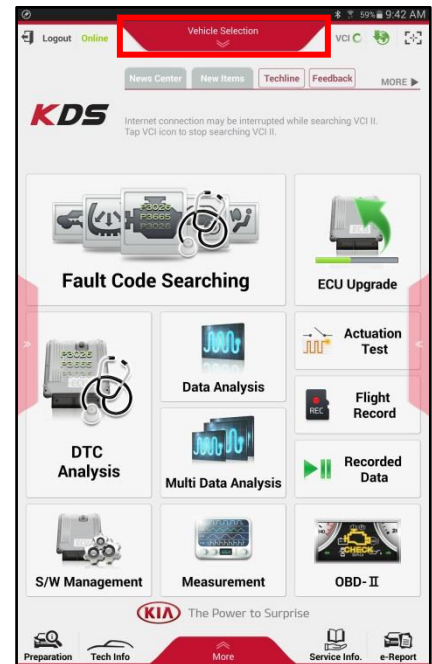 59% 9:42 AM
Logout Online Vehicle Selection VCI
News Center New Items Techline Feedback MORE ▶
KDS
Internet connection may be interrupted while searching VCI II.
Tap VCI icon to stop searching VCI II.
P3026
P3665
P3026
Fault Code Searching
ECU
ECU Upgrade
P3026
P3665
DTC
Analysis
Data Analysis
Multi Data Analysis
Actuation
Test
REC
Flight
Record
Recorded
Data
S/W Management
Measurement
CHECK
OBD-Ⅱ
KIA The Power to Surprise
Preparation Tech Info More Service Info. e-Report